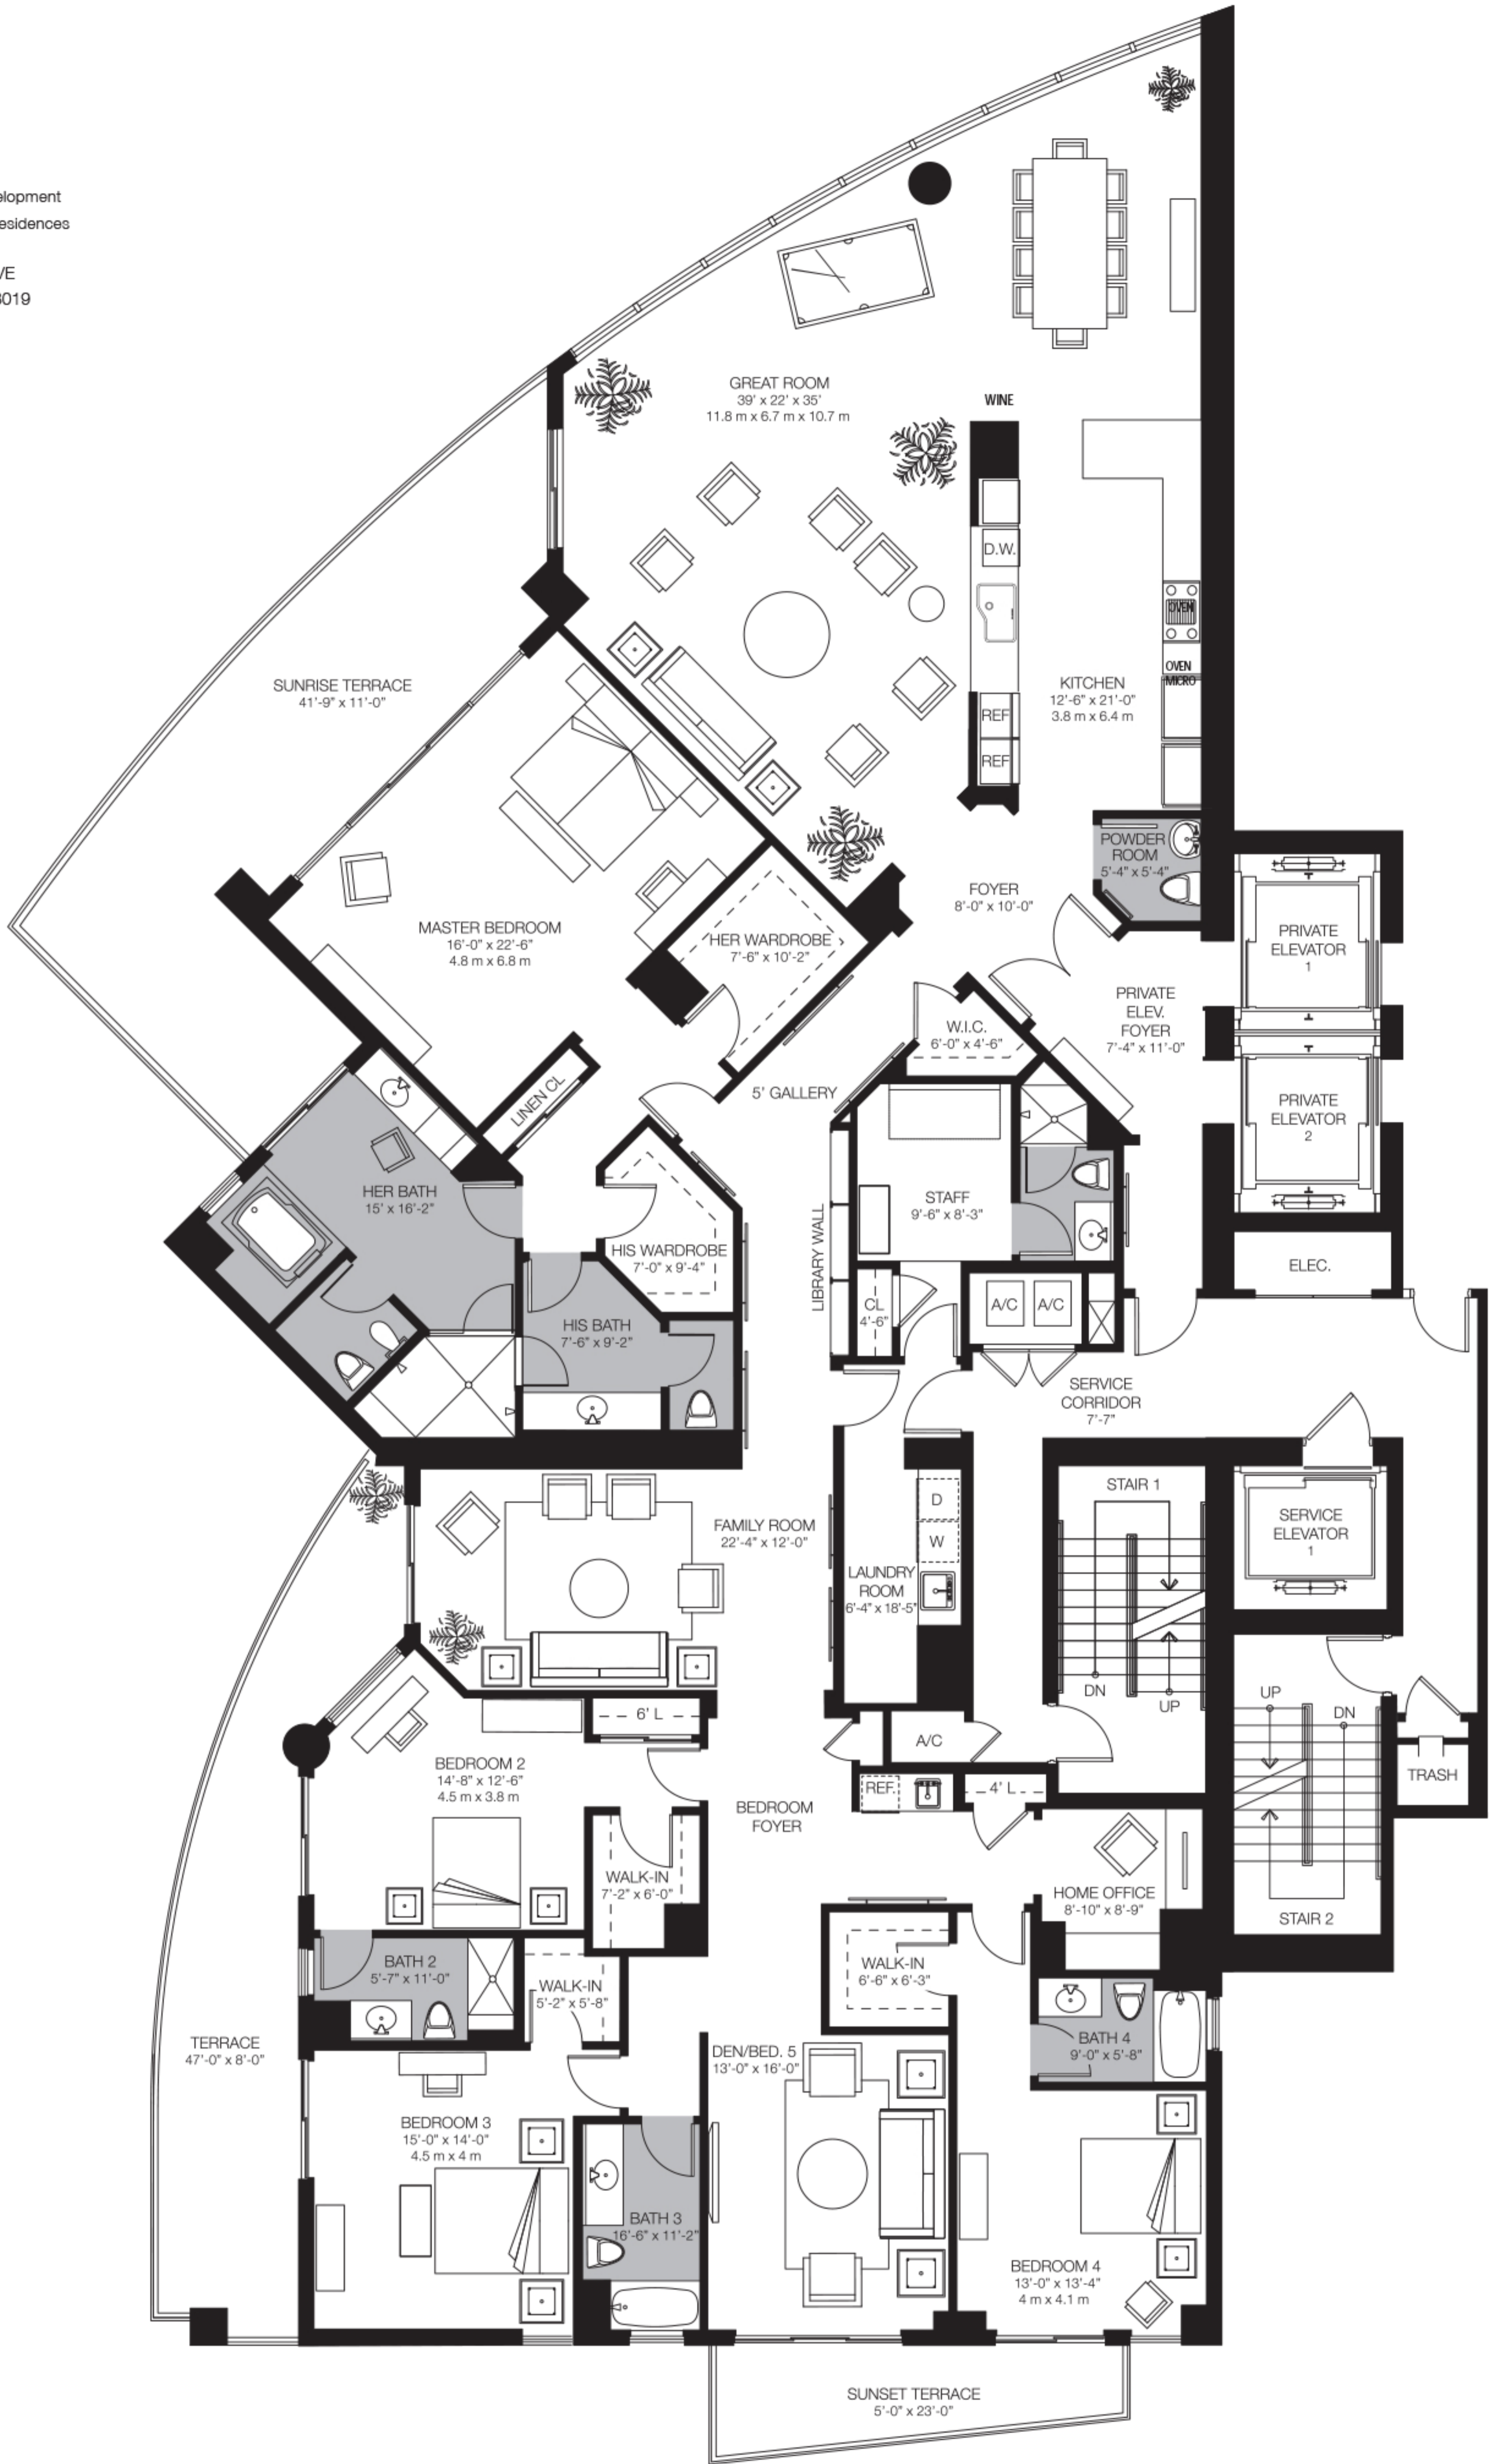 elopment
esidences
VE
3019
GREAT ROOM
39' x 22' x 35'
11.8 m x 6.7 m x 10.7 m
WINE
D.W.
OVEN
OVEN
MICRO
SUNRISE TERRACE
41'-9" x 11'-0"
KITCHEN
12'-6" x 21'-0"
3.8 m x 6.4 m
REF
REF
POWDER
ROOM
5'-4" x 5'-4"
FOYER
8'-0" x 10'-0"
MASTER BEDROOM
16'-0" x 22'-6"
4.8 m x 6.8 m
HER WARDROBE
7'-6" x 10'-2"
PRIVATE
ELEVATOR
1
PRIVATE
ELEV.
FOYER
7'-4" x 11'-0"
W.I.C.
6'-0" x 4'-6"
LINEN CL
5' GALLERY
PRIVATE
ELEVATOR
2
HER BATH
15' x 16'-2"
STAFF
9'-6" x 8'-3"
LIBRARY WALL
HIS WARDROBE
7'-0" x 9'-4"
ELEC.
CL
4'-6"
A/C
A/C
HIS BATH
7'-6" x 9'-2"
SERVICE
CORRIDOR
7'-7"
STAIR 1
D
W
FAMILY ROOM
22'-4" x 12'-0"
SERVICE
ELEVATOR
1
LAUNDRY
ROOM
6'-4" x 18'-5"
DN
UP
UP
DN
6' L
A/C
BEDROOM 2
14'-8" x 12'-6"
4.5 m x 3.8 m
TRASH
REF.
4' L
BEDROOM
FOYER
WALK-IN
7'-2" x 6'-0"
HOME OFFICE
8'-10" x 8'-9"
STAIR 2
BATH 2
5'-7" x 11'-0"
WALK-IN
6'-6" x 6'-3"
WALK-IN
5'-2" x 5'-8"
TERRACE
47'-0" x 8'-0"
DEN/BED. 5
13'-0" x 16'-0"
BATH 4
9'-0" x 5'-8"
BEDROOM 3
15'-0" x 14'-0"
4.5 m x 4 m
BATH 3
16'-6" x 11'-2"
BEDROOM 4
13'-0" x 13'-4"
4 m x 4.1 m
SUNSET TERRACE
5'-0" x 23'-0"